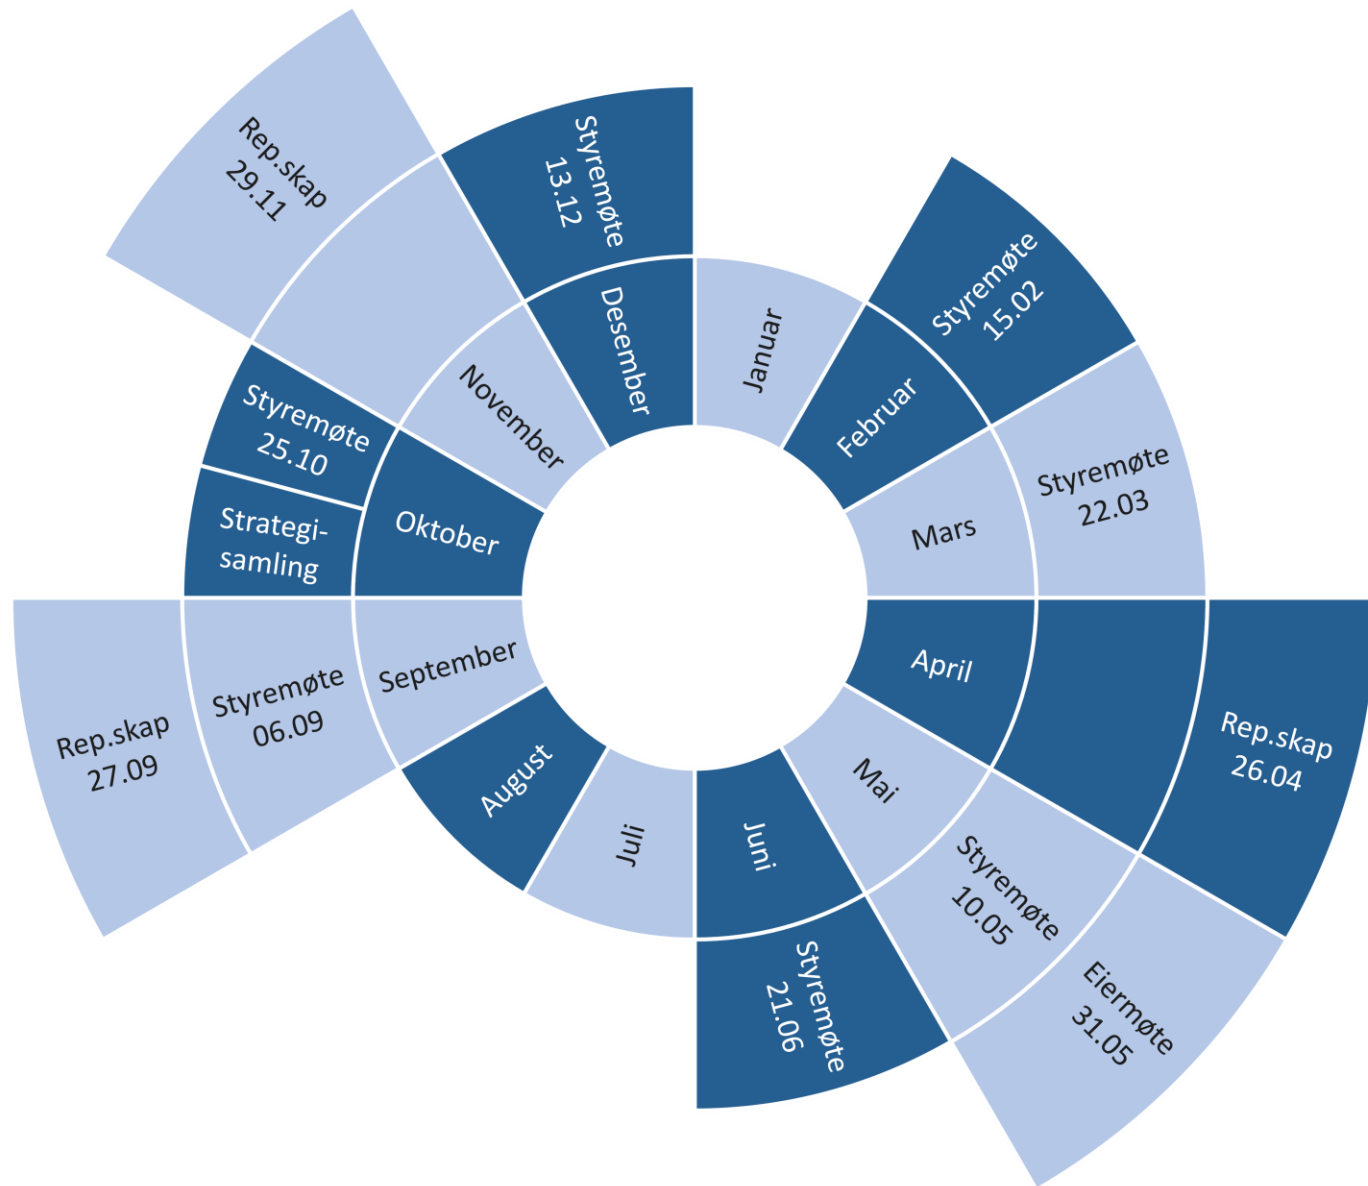 Januar
Februar
Styremøte
15.02
Mars
Styremøte
22.03
April
Rep.skap
26.04
Mai
Styremøte
10.05
Eiermøte
31.05
Juni
Styremøte
21.06
Juli
August
September
Styremøte
06.09
Rep.skap
27.09
Oktober
Strategi-
samling
Styremøte
25.10
November
Rep.skap
29.11
Desember
Styremøte
13.12